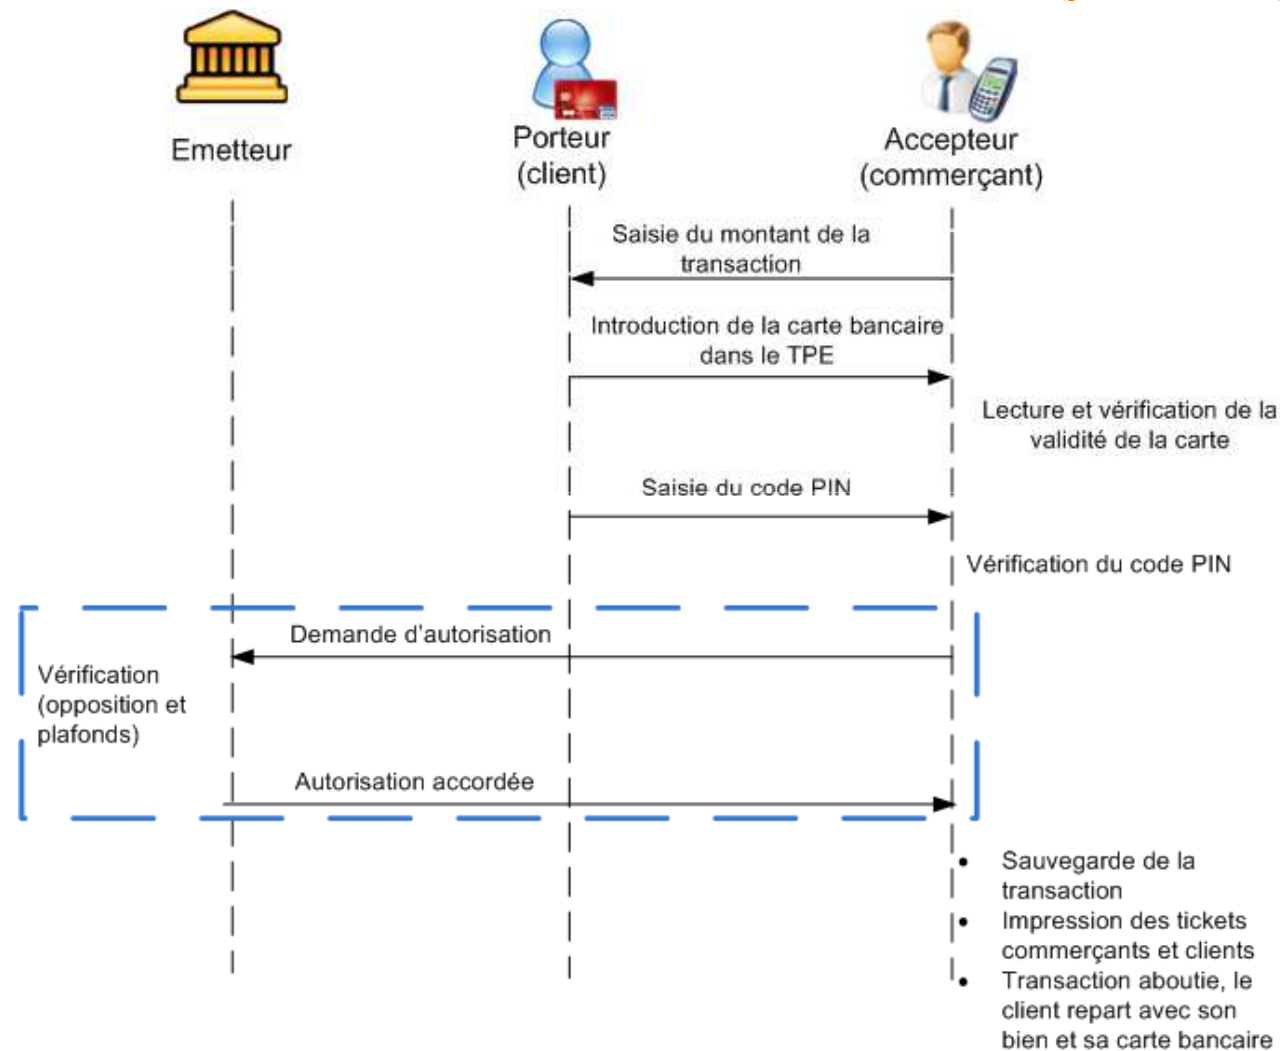 Emetteur
Porteur
(client)
Accepteur
(commerçant)
Saisie du montant de la
transaction
Introduction de la carte bancaire
dans le TPE
Lecture et vérification de la
validité de la carte
Saisie du code PIN
Vérification du code PIN
Demande d'autorisation
Vérification
(opposition et
plafonds)
Autorisation accordée
• Sauvegarde de la
transaction
• Impression des tickets
commerçants et clients
• Transaction aboutie, le
client repart avec son
bien et sa carte bancaire